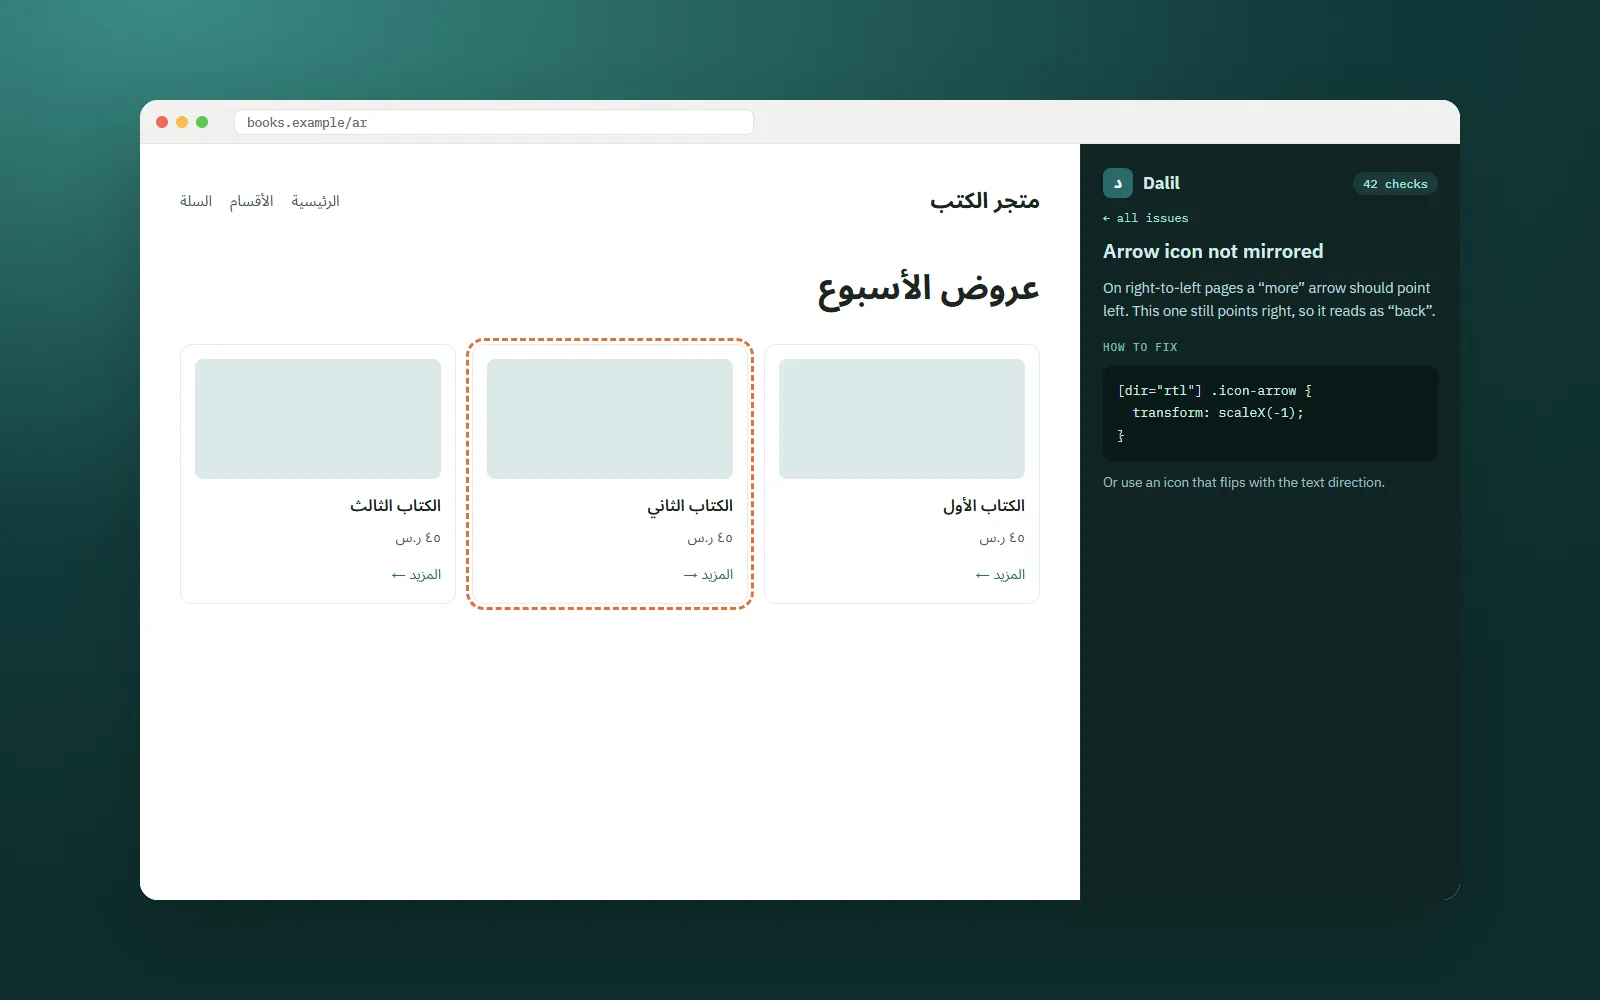 books.example/ar
متجر الكتب
الرئيسية الأقسام السلة
عروض الأسبوع
الكتاب الأول
٤٥ ر.س
المزيد ←
الكتاب الثاني
٤٥ ر.س
المزيد →
الكتاب الثالث
٤٥ ر.س
المزيد ←
د Dalil
42 checks
← all issues
Arrow icon not mirrored
On right-to-left pages a “more” arrow should point
left. This one still points right, so it reads as “back”.
HOW TO FIX
[dir="rtl"] .icon-arrow {
transform: scaleX(-1);
}
Or use an icon that flips with the text direction.